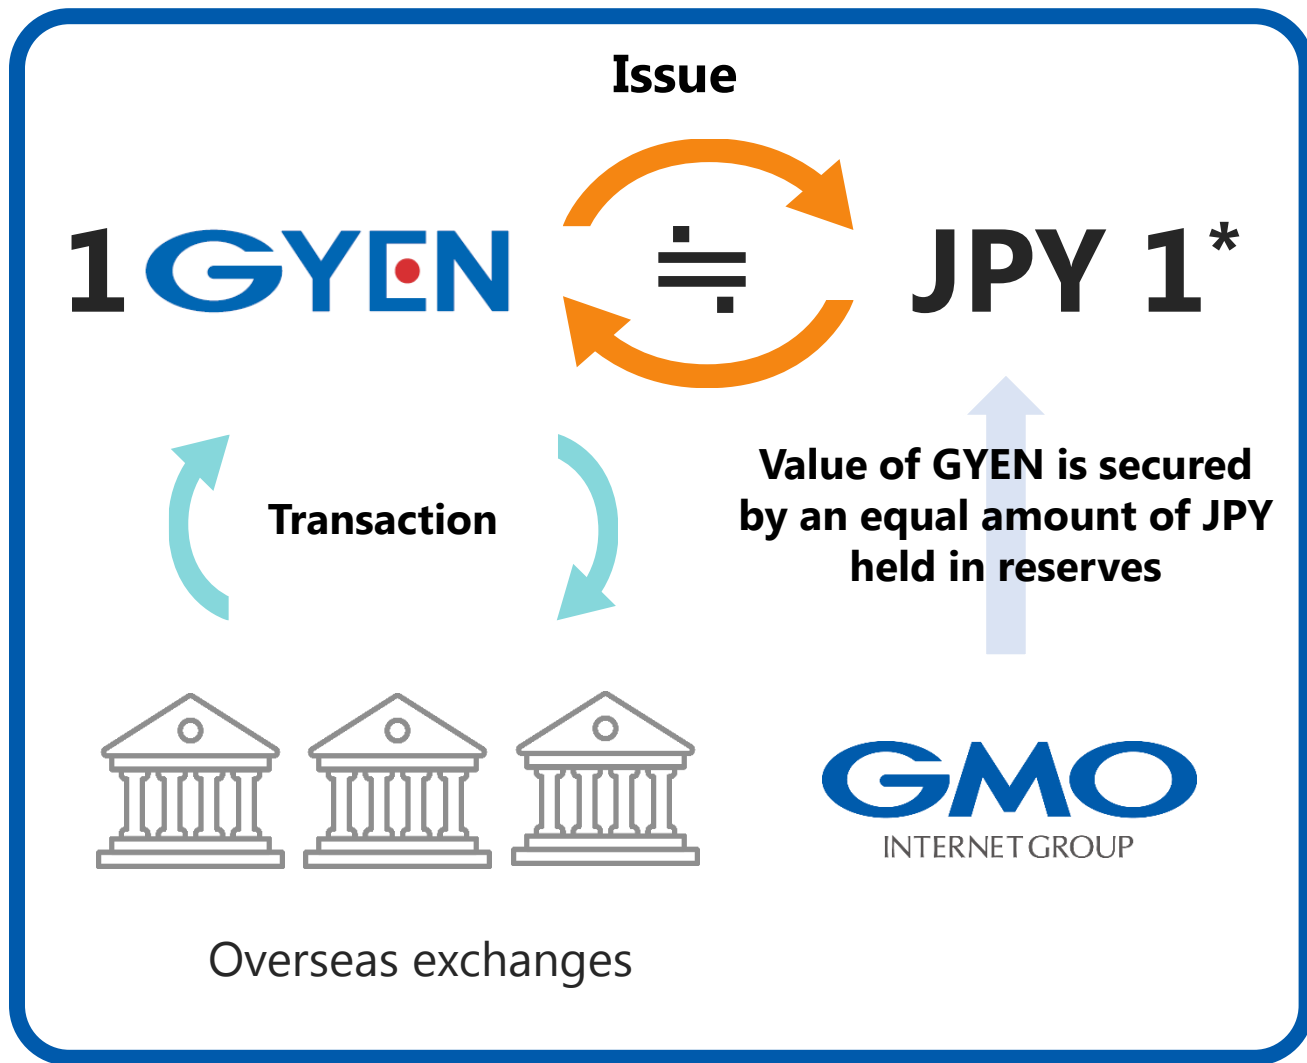 Issue
1 GYEN ≒ JPY 1*
Transaction
Value of GYEN is secured
by an equal amount of JPY
held in reserves
GMO
INTERNET GROUP
Overseas exchanges